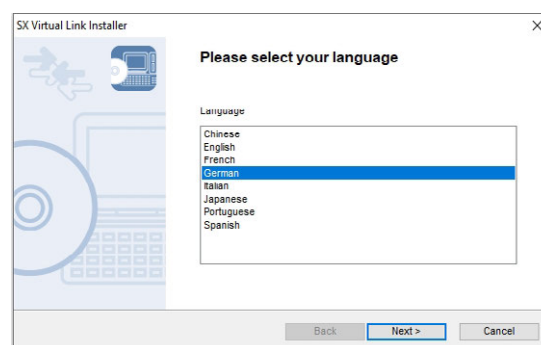 SX Virtual Link Installer
Please select your language
Language
Chinese
English
French
German
Italian
Japanese
Portuguese
Spanish
Back
Next >
Cancel